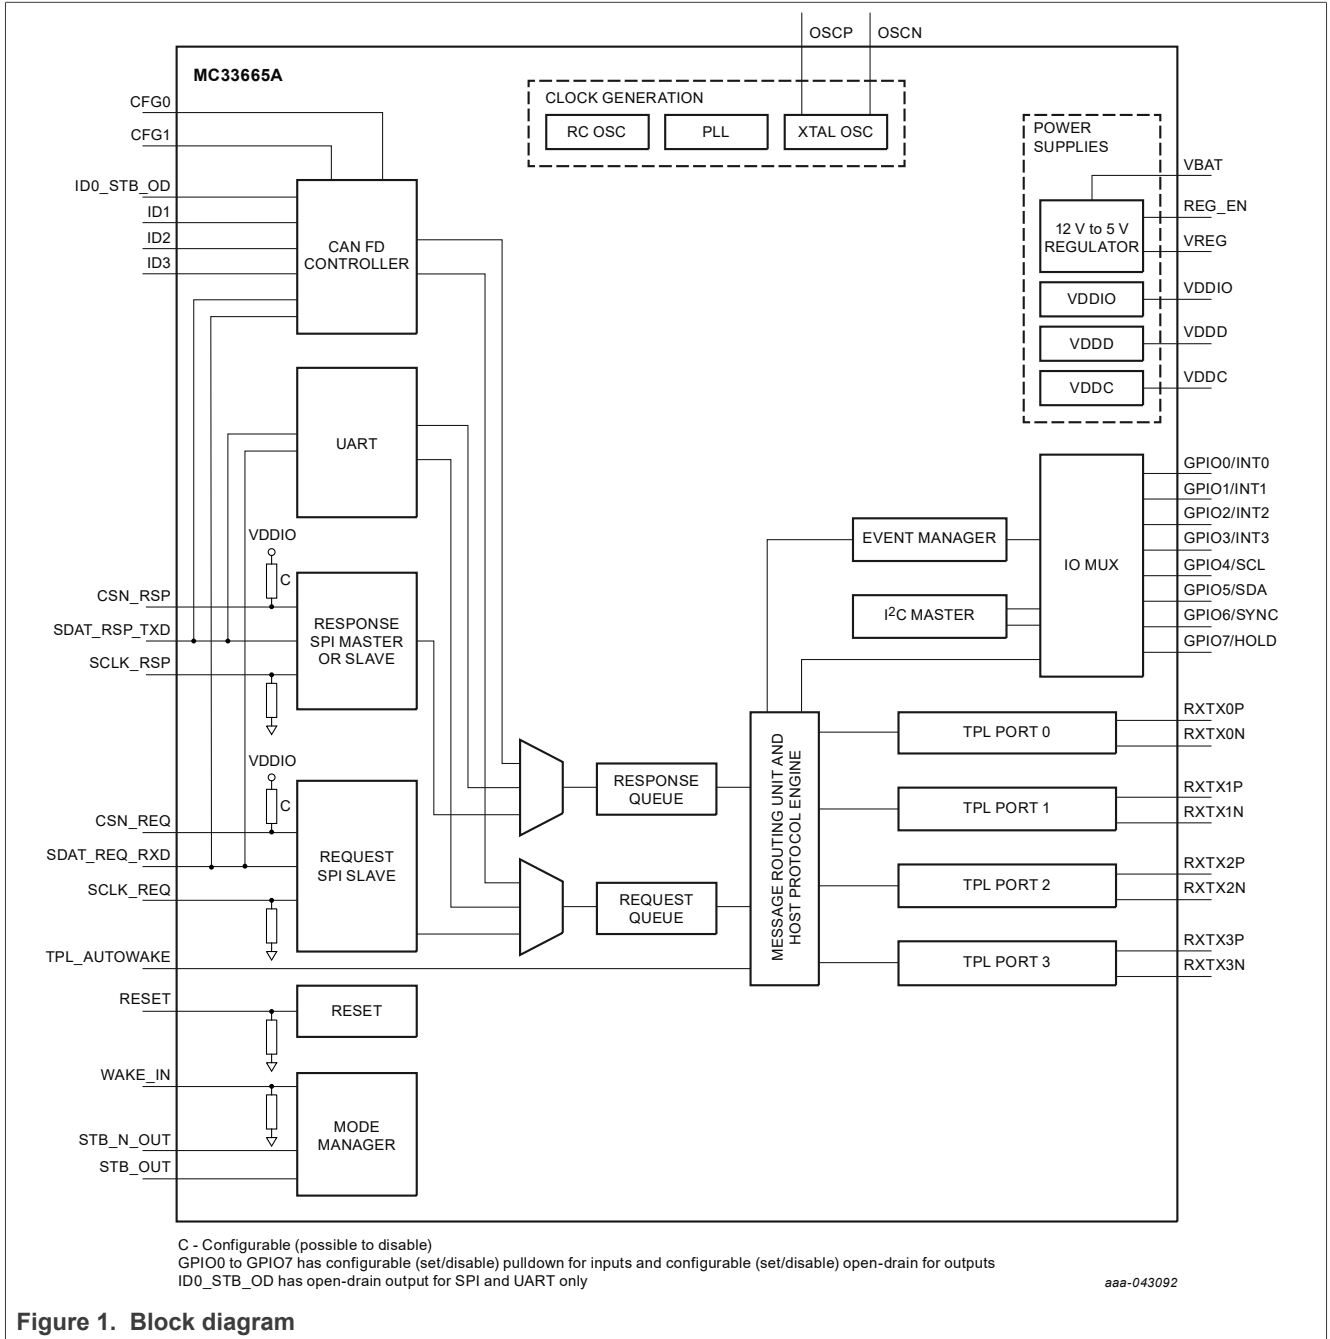 OSCP
OSCN
MC33665A
CLOCK GENERATION
RC OSC
PLL
XTAL OSC
POWER
SUPPLIES
12 V to 5 V
REGULATOR
VDDIO
VDDD
VDDC
VBAT
REG_EN
VREG
VDDIO
VDDD
VDDC
CFG0
CFG1
ID0_STB_OD
ID1
ID2
ID3
CAN FD
CONTROLLER
UART
VDDIO
C
CSN_RSP
SDAT_RSP_TXD
SCLK_RSP
RESPONSE
SPI MASTER
OR SLAVE
VDDIO
C
CSN_REQ
SDAT_REQ_RXD
SCLK_REQ
REQUEST
SPI SLAVE
TPL_AUTOWAKE
RESET
RESET
WAKE_IN
STB_N_OUT
STB_OUT
MODE
MANAGER
RESPONSE
QUEUE
REQUEST
QUEUE
MESSAGE ROUTING UNIT AND
HOST PROTOCOL ENGINE
EVENT MANAGER
I2C MASTER
IO MUX
GPIO0/INT0
GPIO1/INT1
GPIO2/INT2
GPIO3/INT3
GPIO4/SCL
GPIO5/SDA
GPIO6/SYNC
GPIO7/HOLD
TPL PORT 0
RXTX0P
RXTX0N
TPL PORT 1
RXTX1P
RXTX1N
TPL PORT 2
RXTX2P
RXTX2N
TPL PORT 3
RXTX3P
RXTX3N
C - Configurable (possible to disable)
GPIO0 to GPIO7 has configurable (set/disable) pulldown for inputs and configurable (set/disable) open-drain for outputs
ID0_STB_OD has open-drain output for SPI and UART only
aaa-043092
Figure 1. Block diagram